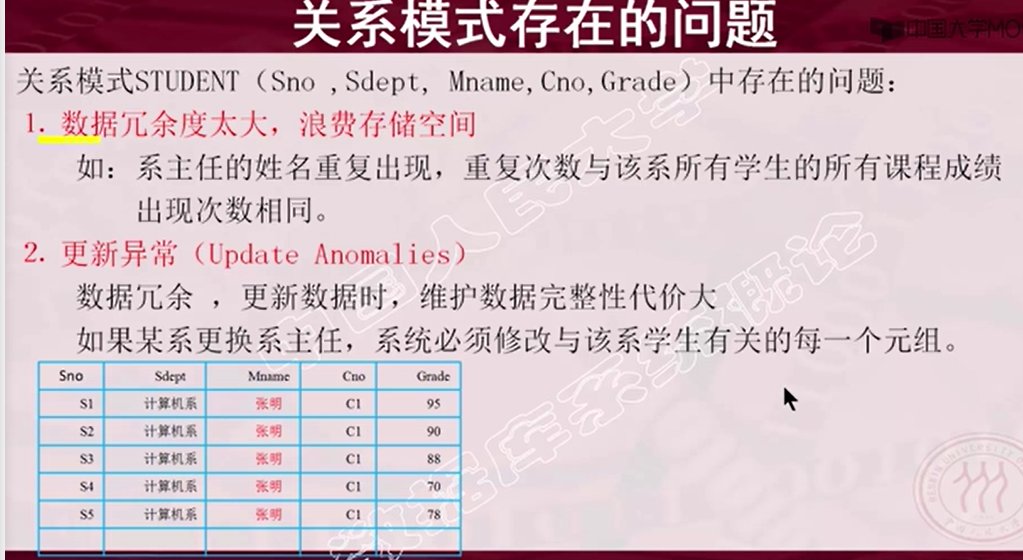 关系模式存在的问题
中国大学MO
关系模式STUDENT（Sno ,Sdept, Mname,Cno,Grade）中存在的问题：
1. 数据冗余度太大，浪费存储空间
如：系主任的姓名重复出现，重复次数与该系所有学生的所有课程成绩
出现次数相同。
2. 更新异常（Update Anomalies）
数据冗余 ，更新数据时，维护数据完整性代价大
如果某系更换系主任，系统必须修改与该系学生有关的每一个元组。
Sno Sdept Mname Cno Grade
S1 计算机系 张明 C1 95
S2 计算机系 张明 C1 90
S3 计算机系 张明 C1 88
S4 计算机系 张明 C1 70
S5 计算机系 张明 C1 78
中国人民大学
数据库系统概论